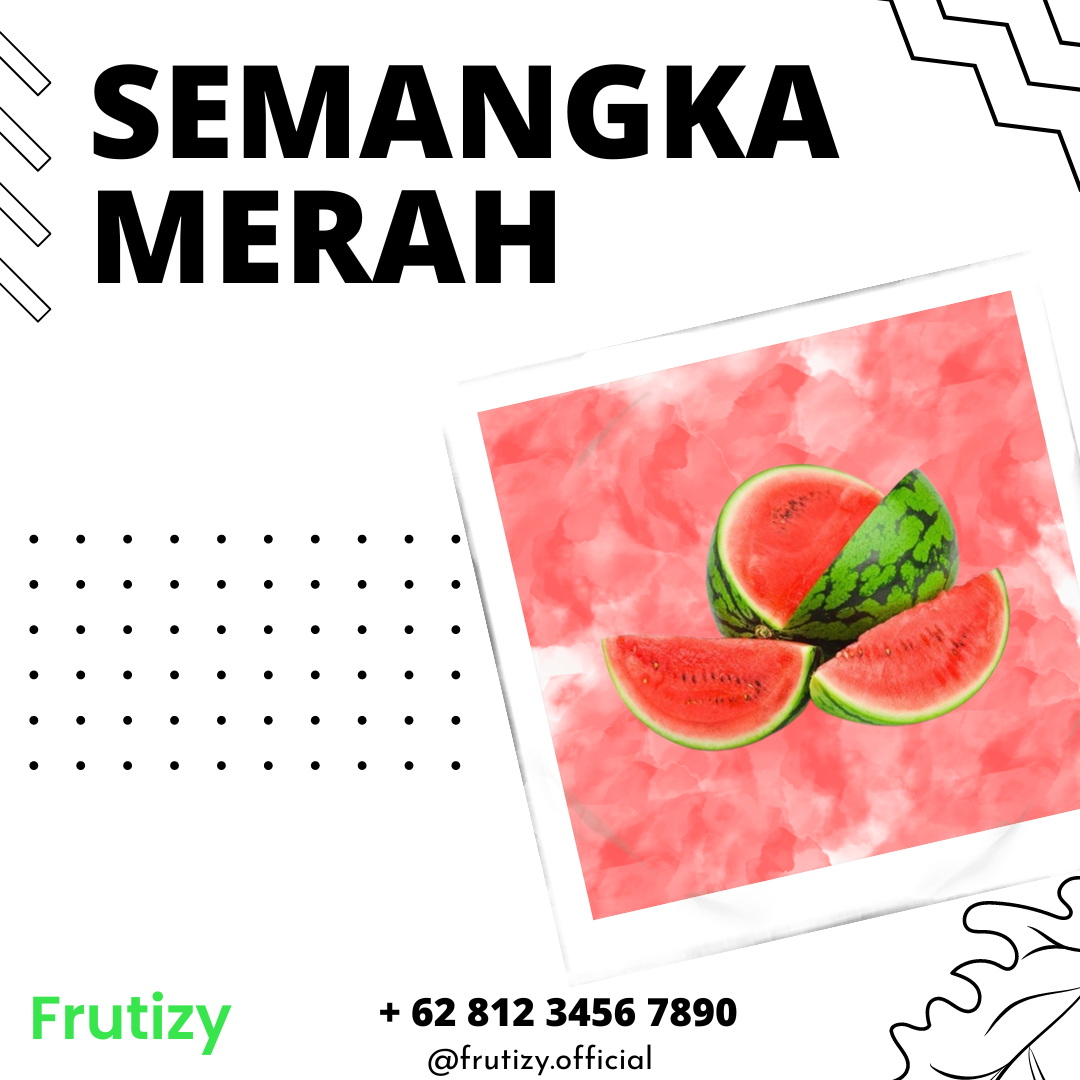 SEMANGKA
MERAH
Frutizy
+ 62 812 3456 7890
@frutizy.official